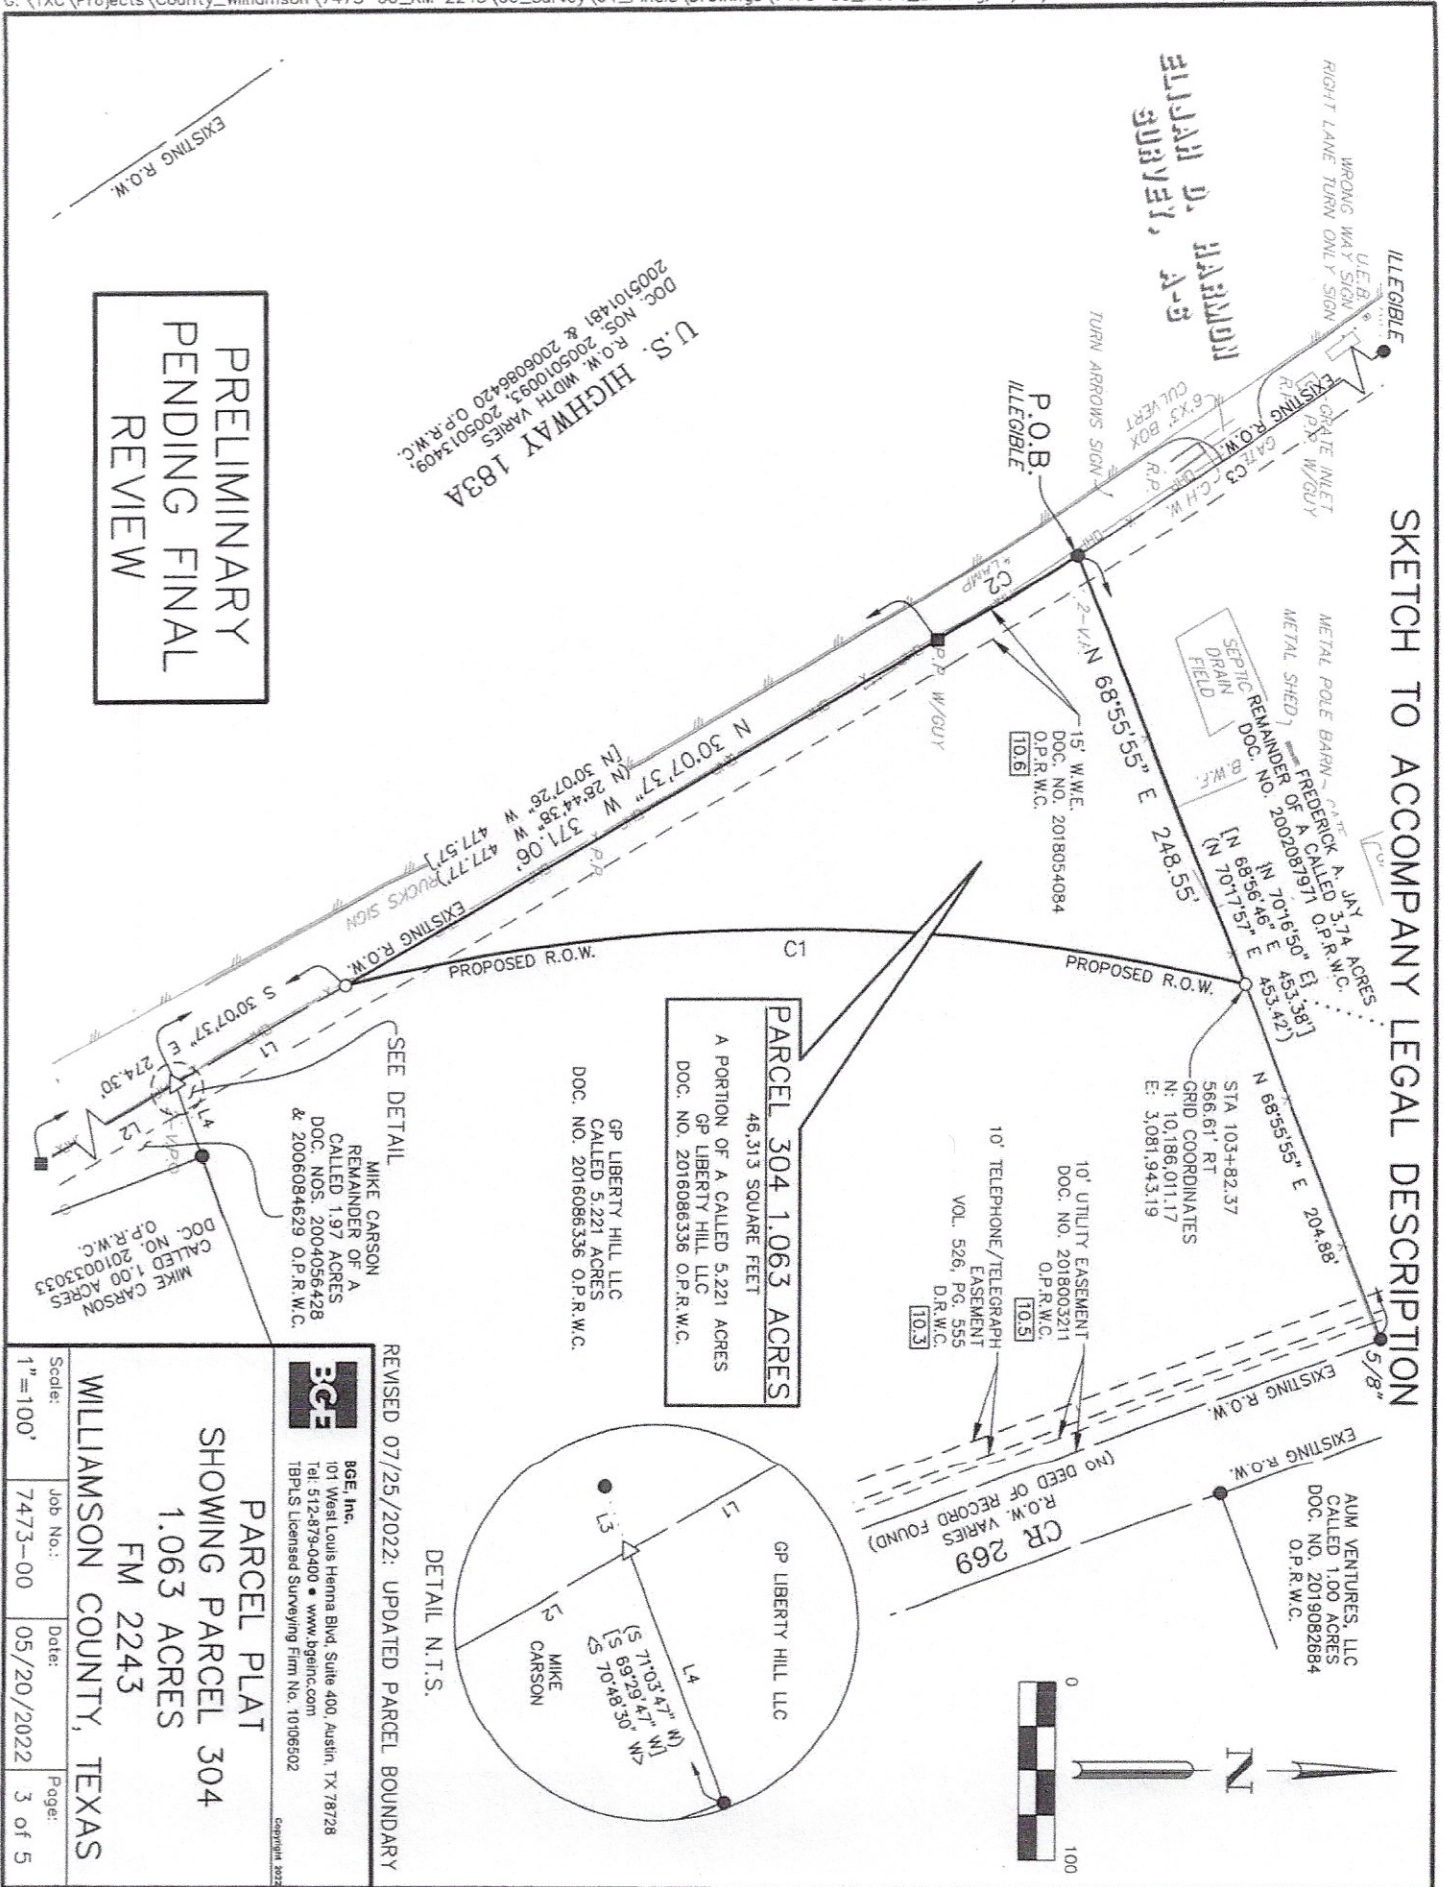 SKETCH TO ACCOMPANY LEGAL DESCRIPTION
ILLEGIBLE
U.E.B.
WRONG WAY SIGN
RIGHT LANE TURN ONLY SIGN
GRATE INLET
P.P. W/GUY
R.P.
EXISTING R.O.W.
C3
GATE
C.H.W.
OHP
6'X3' BOX
CULVERT
R.P.
TURN ARROWS SIGN
ELIJAH D. HARMON
SURVEY, A-6
P.O.B.
ILLEGIBLE
LAMP
C2
METAL POLE BARN
METAL SHED
SEPTIC
DRAIN
FIELD
B.W.F.
FREDERICK A. JAY
REMAINDER OF A CALLED 3.74 ACRES
DOC. NO. 2002087971 O.P.R.W.C.
{N 70°16'50" E}
[N 68°56'46" E 453.38']
(N 70°17'57" E 453.42')
N 68°55'55" E 248.55'
N 68°55'55" E 204.88'
5/8"
STA 103+82.37
566.61' RT
GRID COORDINATES
N: 10,186,011.17
E: 3,081,943.19
15' W.W.E.
DOC. NO. 2018054084
O.P.R.W.C.
10.6
P.P. W/GUY
N 30°07'37" W 371.06'
(N 28°44'38" W 477.77')
[N 30°07'26" W 477.57']
TRUCKS SIGN
P.P.
EXISTING R.O.W.
PROPOSED R.O.W.
C1
PROPOSED R.O.W.
U.S. HIGHWAY 183A
R.O.W. WIDTH VARIES
DOC. NOS. 2005010093, 2005013409,
2005101481 & 2006086420 O.P.R.W.C.
EXISTING R.O.W.
PRELIMINARY
PENDING FINAL
REVIEW
PARCEL 304 1.063 ACRES
46,313 SQUARE FEET
A PORTION OF A CALLED 5.221 ACRES
GP LIBERTY HILL LLC
DOC. NO. 2016086336 O.P.R.W.C.
GP LIBERTY HILL LLC
CALLED 5.221 ACRES
DOC. NO. 2016086336 O.P.R.W.C.
10' UTILITY EASEMENT
DOC. NO. 2018003211
O.P.R.W.C.
10.5
10' TELEPHONE/TELEGRAPH
EASEMENT
VOL. 526, PG. 555
D.R.W.C.
10.3
EXISTING R.O.W.
EXISTING R.O.W.
CR 269
R.O.W. VARIES
(NO DEED OF RECORD FOUND)
AUM VENTURES, LLC
CALLED 1.00 ACRES
DOC. NO. 2019082684
O.P.R.W.C.
S 30°07'37" E 274.30'
L1
L4
L2
SEE DETAIL
MIKE CARSON
REMAINDER OF A
CALLED 1.97 ACRES
DOC. NOS. 2004056428
& 2006084629 O.P.R.W.C.
MIKE CARSON
CALLED 1.00 ACRES
DOC. NO. 2010033033
O.P.R.W.C.
GP LIBERTY HILL LLC
L1
L3
L4
L2
(S 71°03'47" W)
[S 69°29'47" W]
<S 70°48'30" W>
MIKE
CARSON
DETAIL N.T.S.
N
0 100
REVISED 07/25/2022: UPDATED PARCEL BOUNDARY
BGE
BGE, Inc.
101 West Louis Henna Blvd, Suite 400, Austin, TX 78728
Tel: 512-879-0400 ● www.bgeinc.com
TBPLS Licensed Surveying Firm No. 10106502
Copyright 2022
PARCEL PLAT
SHOWING PARCEL 304
1.063 ACRES
FM 2243
WILLIAMSON COUNTY, TEXAS
Scale: 1"=100'
Job No.: 7473-00
Date: 05/20/2022
Page: 3 of 5